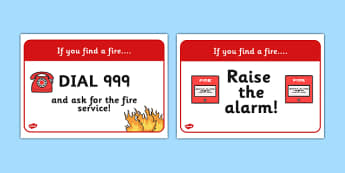 If you find a fire....
DIAL 999
and ask for the fire
service!
If you find a fire....
Raise
the
alarm!
FIRE
FIRE